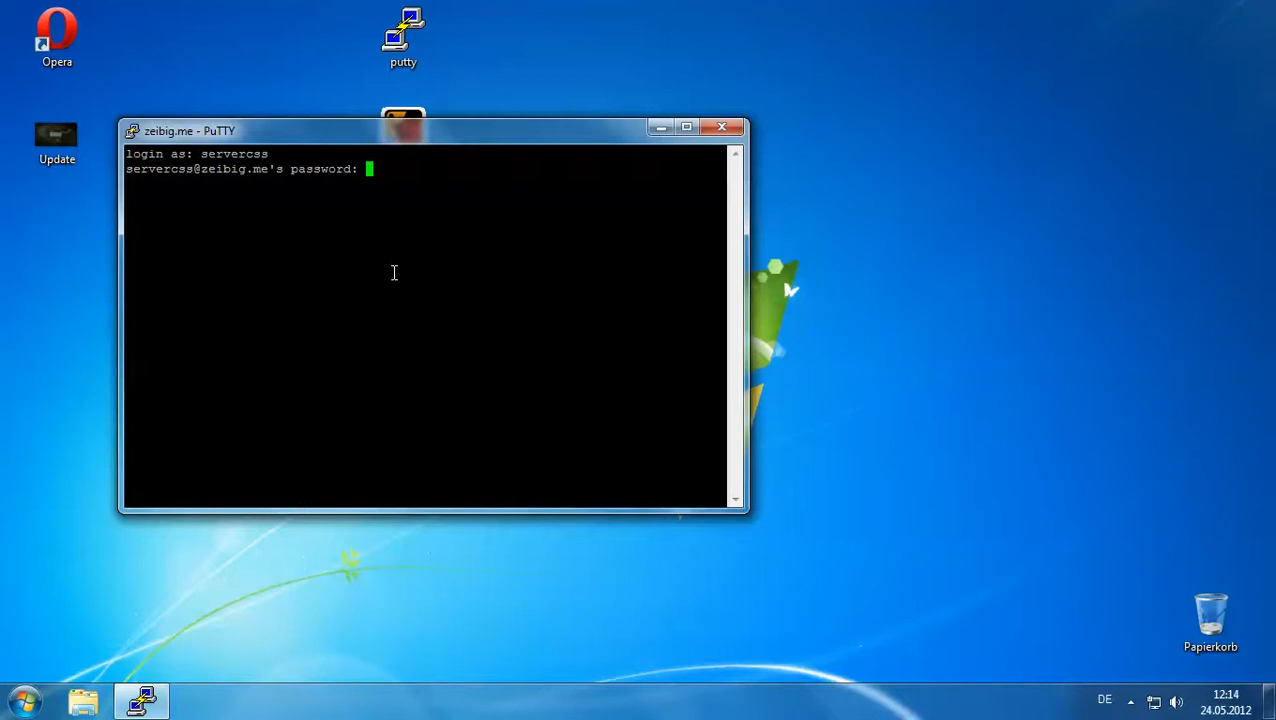 Opera
putty
Update
zeibig.me - PuTTY
login as: servercss
servercss@zeibig.me's password:
Papierkorb
DE
12:14
24.05.2012